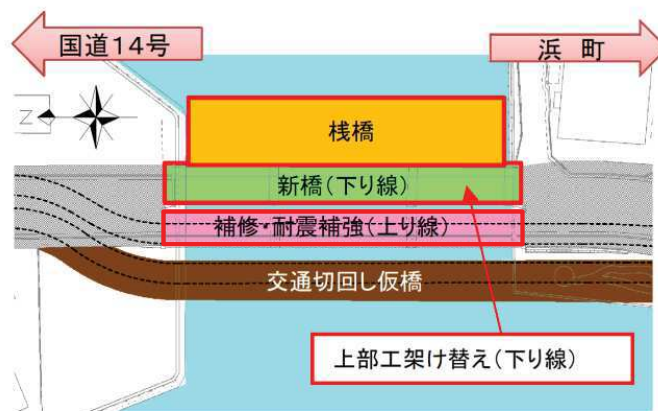 国道14号
浜 町
Z
桟橋
新橋(下り線)
補修・耐震補強(上り線)
交通切回し仮橋
上部工架け替え(下り線)